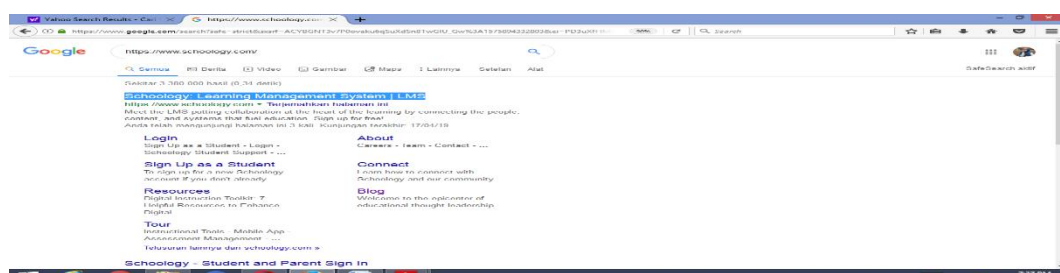 Yahoo Search Results - Car
https://www.schoology.com
Search
Google
https://www.schoology.com/
Semua Berita Video Gambar Maps Lainnya Setelan Alat
SafeSearch aktif
Sekitar 3.380.000 hasil (0,34 detik)
Schoology: Learning Management System | LMS
https://www.schoology.com Terjemahkan halaman ini
Meet the LMS putting collaboration at the heart of the learning by connecting the people,
content, and systems that fuel education. Sign up for free!
Anda telah mengunjungi halaman ini 3 kali. Kunjungan terakhir: 17/04/19
Login
Sign Up as a Student - Login -
Schoology Student Support - ...
About
Careers - Team - Contact - ...
Sign Up as a Student
To sign up for a new Schoology
account if you don't already
Connect
Learn how to connect with
Schoology and our community
Resources
Digital Instruction Toolkit: 7
Helpful Resources to Enhance
Digital
Blog
Welcome to the epicenter of
educational thought leadership
Tour
Instructional Tools - Mobile App -
Assessment Management - ...
Telusuran lainnya dari schoology.com »
Schoology - Student and Parent Sign In